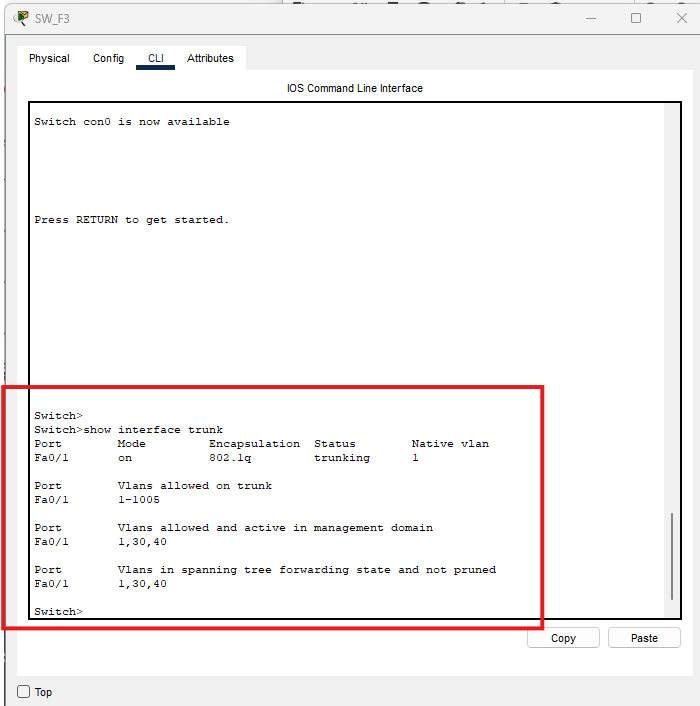 SW_F3
Physical Config CLI Attributes
IOS Command Line Interface
Switch con0 is now available
Press RETURN to get started.
Switch>
Switch>show interface trunk
Port Mode Encapsulation Status Native vlan
Fa0/1 on 802.1q trunking 1
Port Vlans allowed on trunk
Fa0/1 1-1005
Port Vlans allowed and active in management domain
Fa0/1 1,30,40
Port Vlans in spanning tree forwarding state and not pruned
Fa0/1 1,30,40
Switch>
Copy Paste
Top